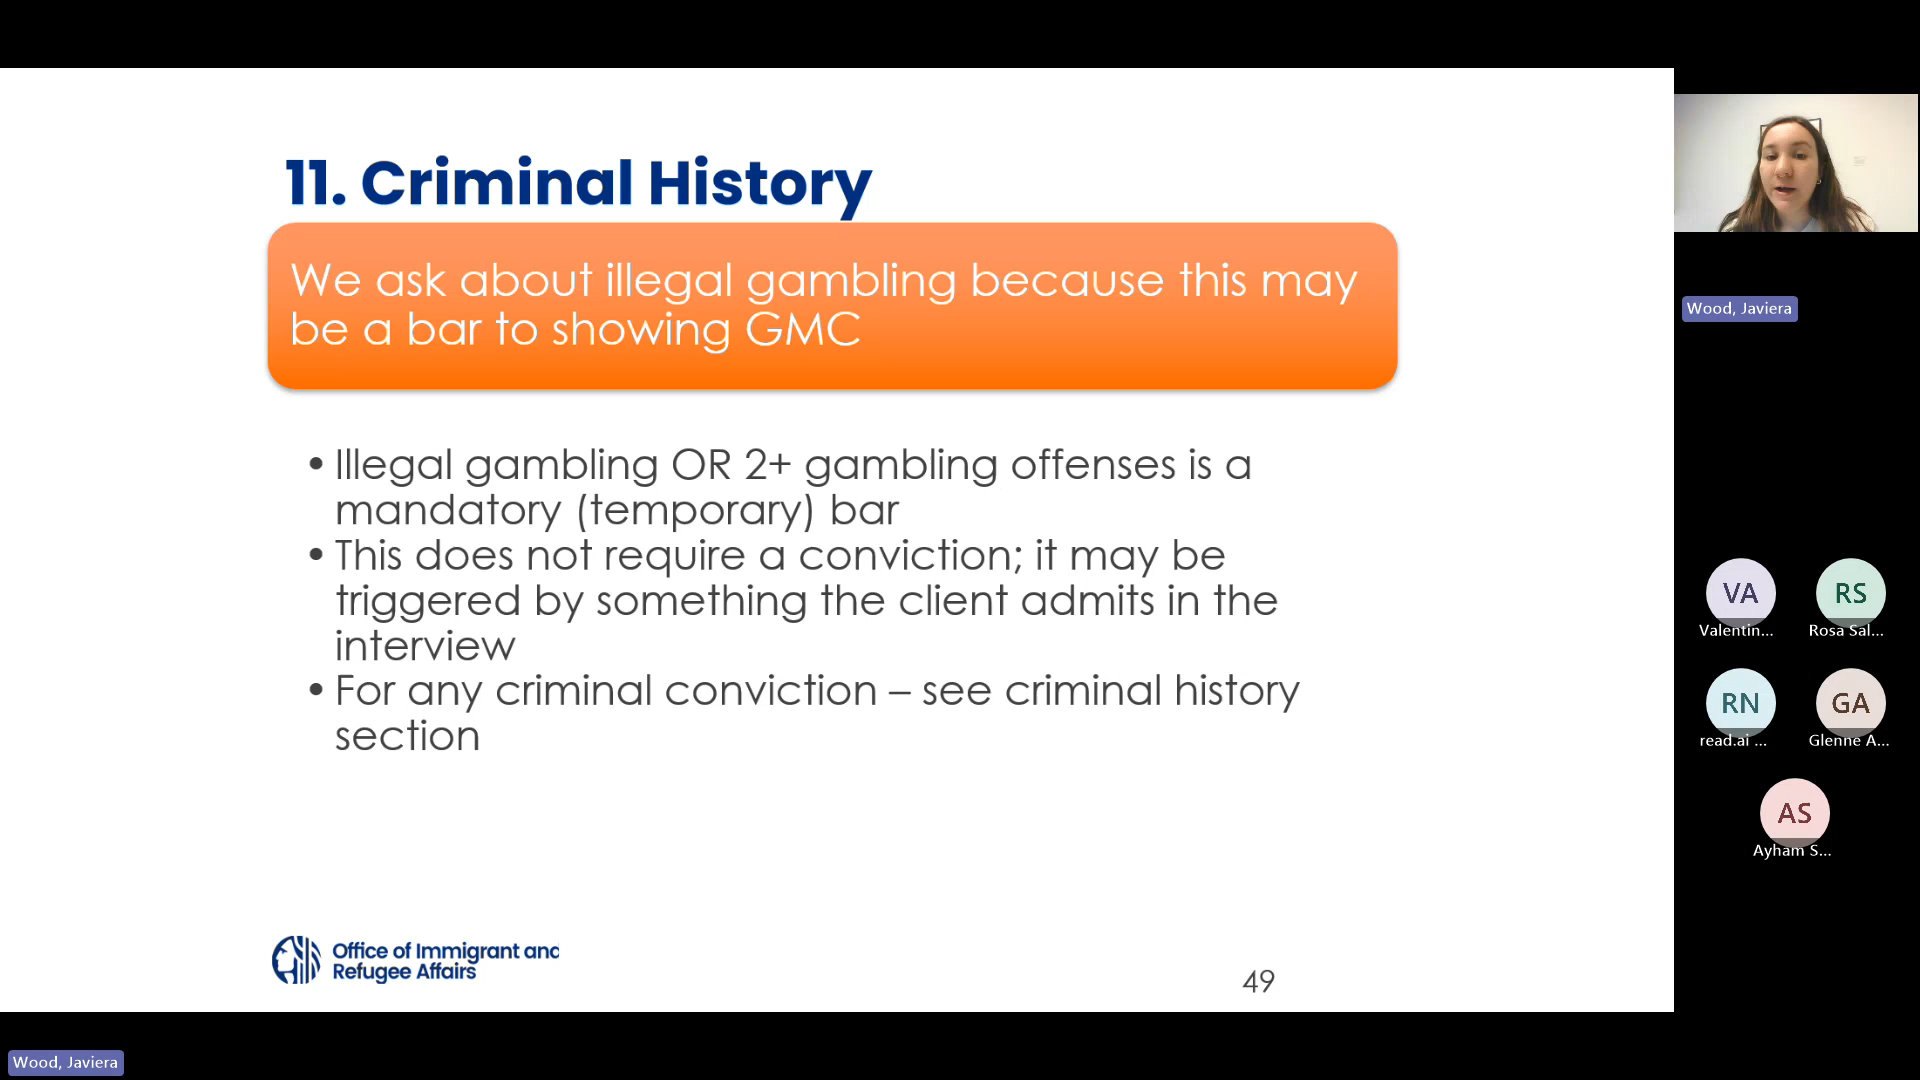 11. Criminal History
We ask about illegal gambling because this may
be a bar to showing GMC
• Illegal gambling OR 2+ gambling offenses is a
mandatory (temporary) bar
• This does not require a conviction; it may be
triggered by something the client admits in the
interview
• For any criminal conviction – see criminal history
section
Office of Immigrant and
Refugee Affairs
49
Wood, Javiera
VA
Valentin...
RS
Rosa Sal...
RN
read.ai ...
GA
Glenne A...
AS
Ayham S...
Wood, Javiera